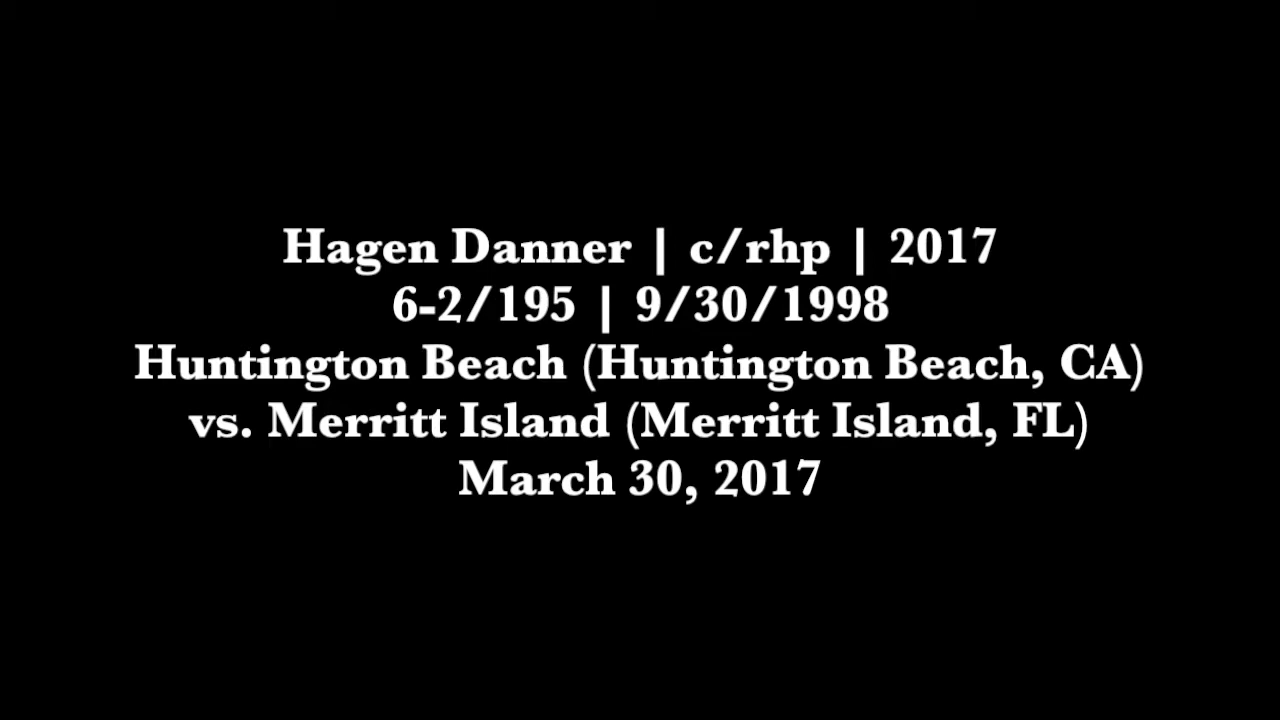 Hagen Danner | c/rhp | 2017
6-2/195 | 9/30/1998
Huntington Beach (Huntington Beach, CA)
vs. Merritt Island (Merritt Island, FL)
March 30, 2017